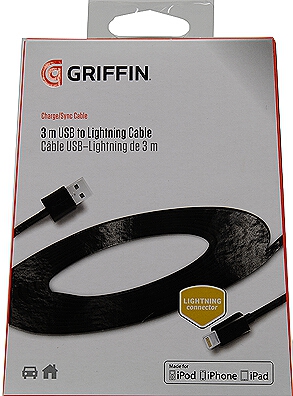 GRIFFIN.
Charge/Sync Cable
3 m USB to Lightning Cable
Câble USB-Lightning de 3 m
LIGHTNING
connector
Made for
iPod iPhone iPad